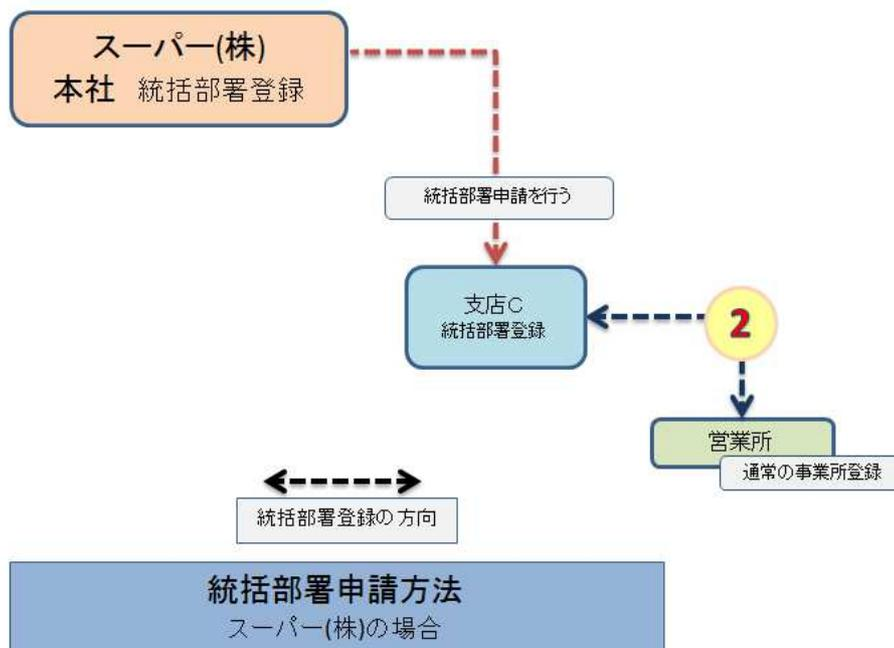 スーパー(株)
本社 統括部署登録
統括部署申請を行う
支店C
統括部署登録
2
営業所
通常の事業所登録
統括部署登録の方向
統括部署申請方法
スーパー(株)の場合